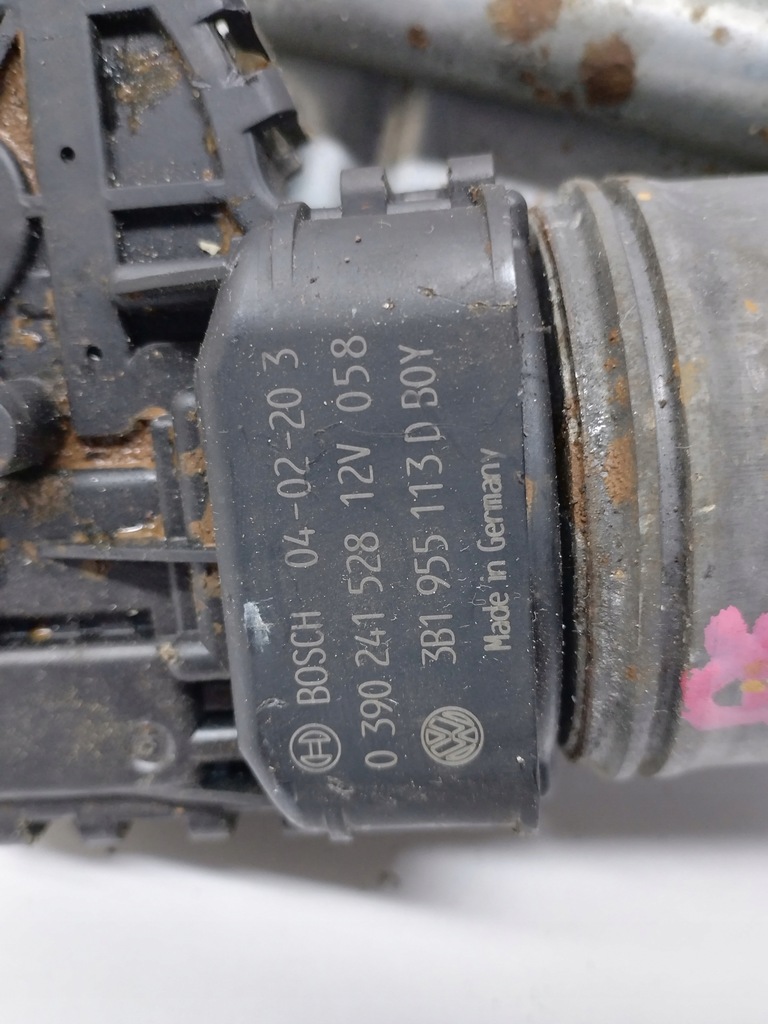 BOSCH 04-02-20 3
0 390 241 528 12V 058
3B1 955 113 D BOY
Made in Germany